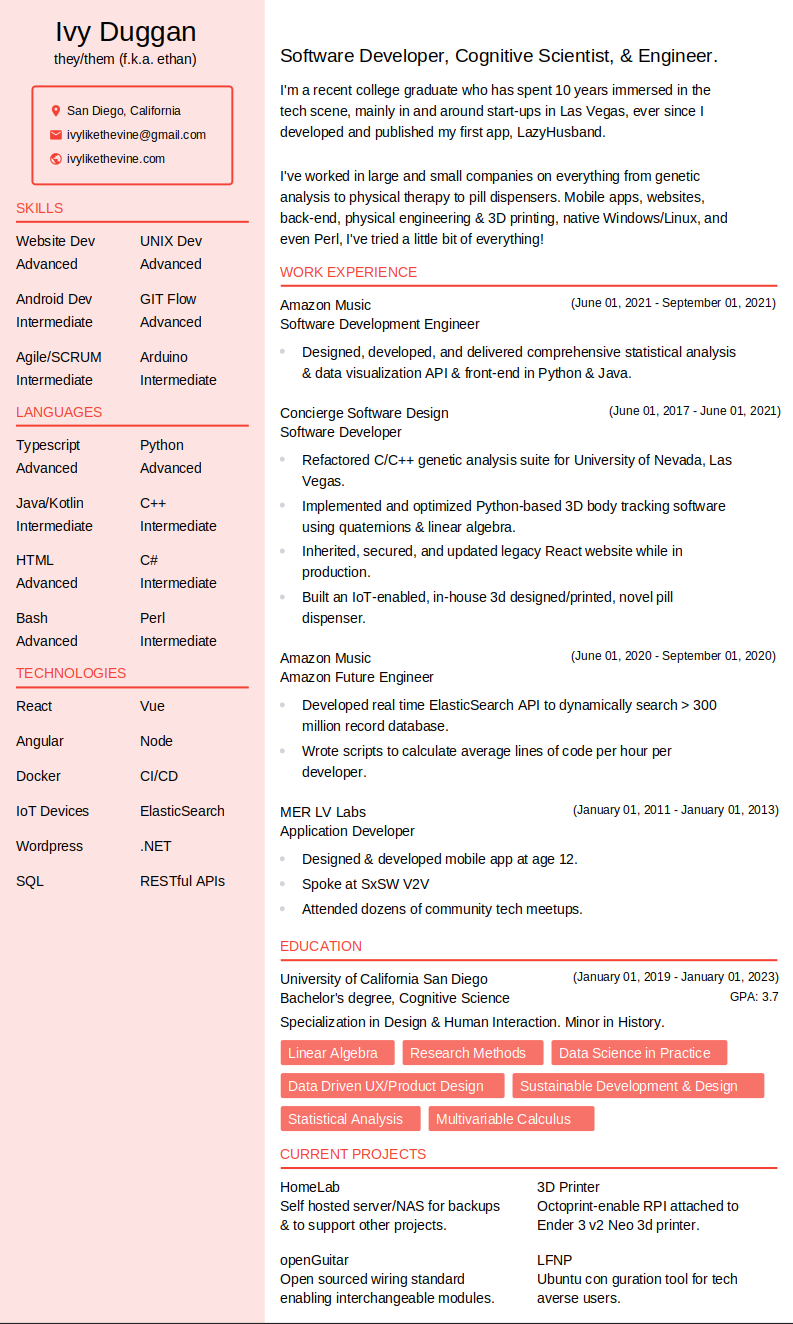 Ivy Duggan
they/them (f.k.a. ethan)
San Diego, California
ivylikethevine@gmail.com
ivylikethevine.com
SKILLS
Website Dev UNIX Dev
Advanced Advanced
Android Dev GIT Flow
Intermediate Advanced
Agile/SCRUM Arduino
Intermediate Intermediate
LANGUAGES
Typescript Python
Advanced Advanced
Java/Kotlin C++
Intermediate Intermediate
HTML C#
Advanced Intermediate
Bash Perl
Advanced Intermediate
TECHNOLOGIES
React Vue
Angular Node
Docker CI/CD
IoT Devices ElasticSearch
Wordpress .NET
SQL RESTful APIs
Software Developer, Cognitive Scientist, & Engineer.
I'm a recent college graduate who has spent 10 years immersed in the
tech scene, mainly in and around start-ups in Las Vegas, ever since I
developed and published my first app, LazyHusband.
I've worked in large and small companies on everything from genetic
analysis to physical therapy to pill dispensers. Mobile apps, websites,
back-end, physical engineering & 3D printing, native Windows/Linux, and
even Perl, I've tried a little bit of everything!
WORK EXPERIENCE
Amazon Music (June 01, 2021 - September 01, 2021)
Software Development Engineer
Designed, developed, and delivered comprehensive statistical analysis
& data visualization API & front-end in Python & Java.
Concierge Software Design (June 01, 2017 - June 01, 2021)
Software Developer
Refactored C/C++ genetic analysis suite for University of Nevada, Las
Vegas.
Implemented and optimized Python-based 3D body tracking software
using quaternions & linear algebra.
Inherited, secured, and updated legacy React website while in
production.
Built an IoT-enabled, in-house 3d designed/printed, novel pill
dispenser.
Amazon Music (June 01, 2020 - September 01, 2020)
Amazon Future Engineer
Developed real time ElasticSearch API to dynamically search > 300
million record database.
Wrote scripts to calculate average lines of code per hour per
developer.
MER LV Labs (January 01, 2011 - January 01, 2013)
Application Developer
Designed & developed mobile app at age 12.
Spoke at SxSW V2V
Attended dozens of community tech meetups.
EDUCATION
University of California San Diego (January 01, 2019 - January 01, 2023)
Bachelor's degree, Cognitive Science GPA: 3.7
Specialization in Design & Human Interaction. Minor in History.
Linear Algebra Research Methods Data Science in Practice
Data Driven UX/Product Design Sustainable Development & Design
Statistical Analysis Multivariable Calculus
CURRENT PROJECTS
HomeLab
Self hosted server/NAS for backups
& to support other projects.
3D Printer
Octoprint-enable RPI attached to
Ender 3 v2 Neo 3d printer.
openGuitar
Open sourced wiring standard
enabling interchangeable modules.
LFNP
Ubuntu con guration tool for tech
averse users.